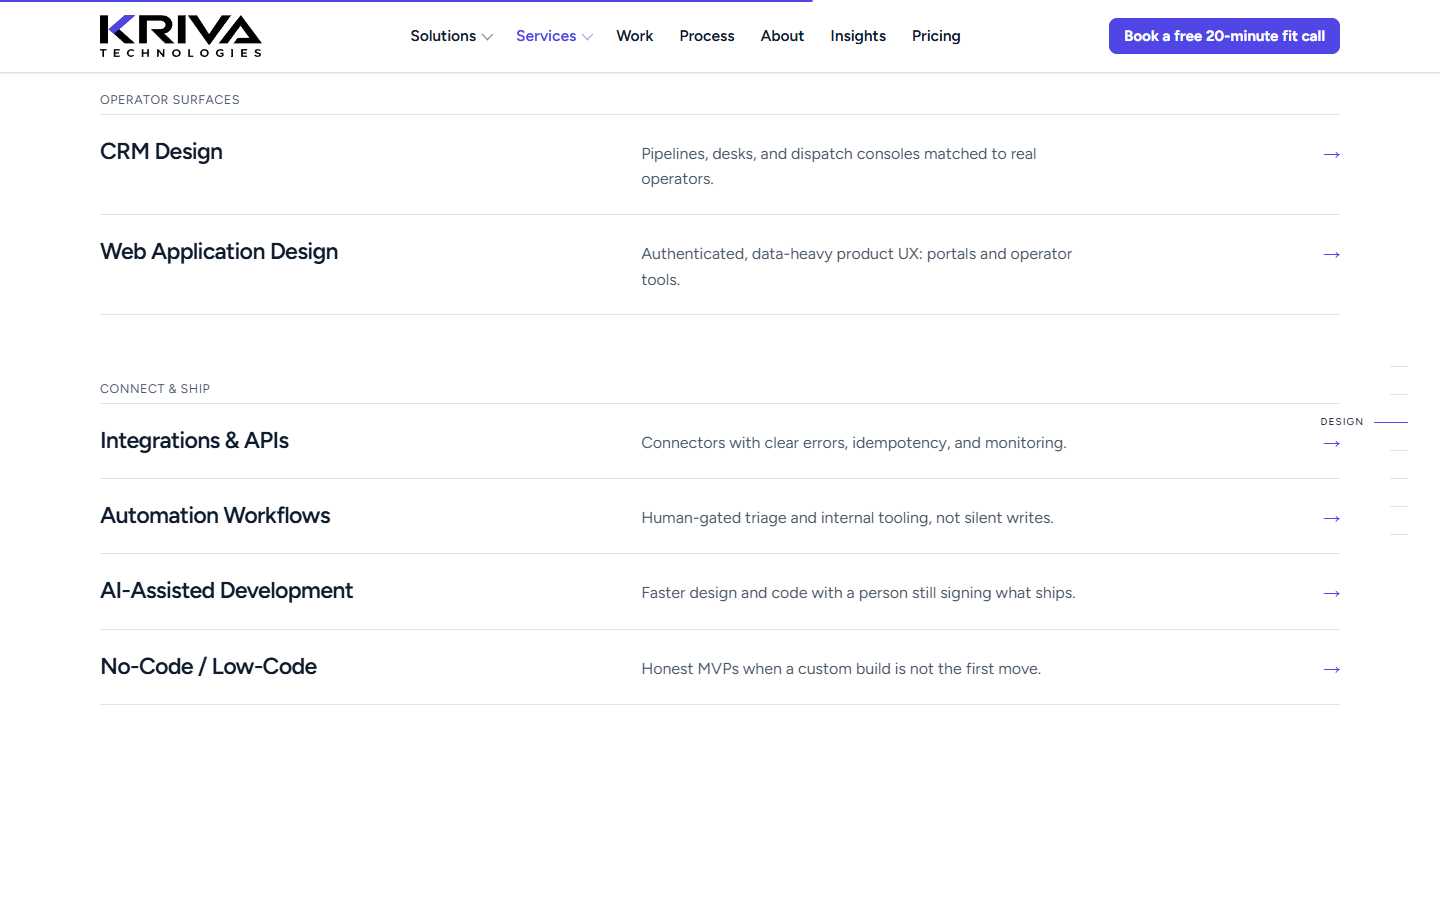 KRIVA
TECHNOLOGIES
Solutions
Services
Work
Process
About
Insights
Pricing
Book a free 20-minute fit call
OPERATOR SURFACES
CRM Design
Pipelines, desks, and dispatch consoles matched to real
operators.
→
Web Application Design
Authenticated, data-heavy product UX: portals and operator
tools.
→
CONNECT & SHIP
DESIGN
Integrations & APIs
Connectors with clear errors, idempotency, and monitoring.
→
Automation Workflows
Human-gated triage and internal tooling, not silent writes.
→
AI-Assisted Development
Faster design and code with a person still signing what ships.
→
No-Code / Low-Code
Honest MVPs when a custom build is not the first move.
→